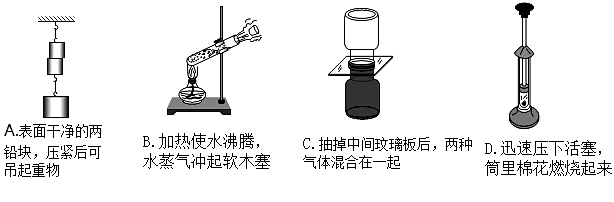 A.表面干净的两
铅块，压紧后可
吊起重物
B.加热使水沸腾，
水蒸气冲起软木塞
C.抽掉中间玻璃板后，两种
气体混合在一起
D.迅速压下活塞，
筒里棉花燃烧起来